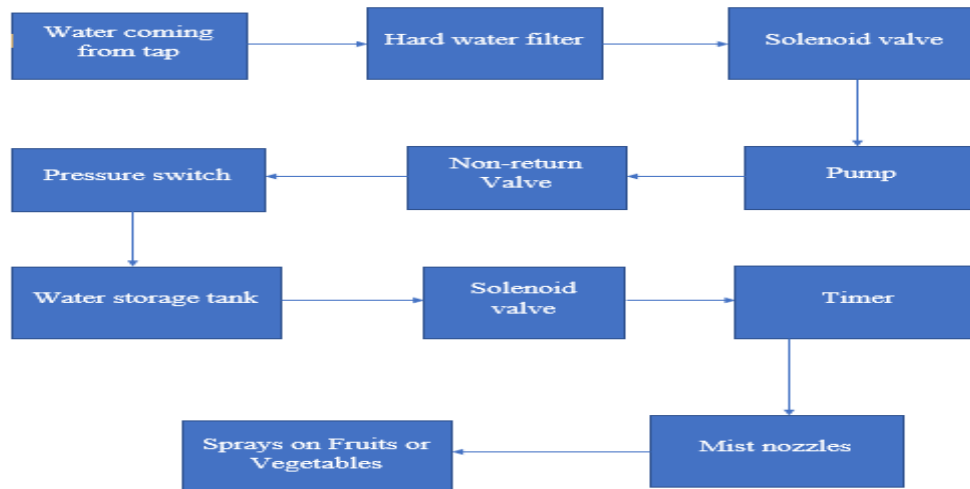 Water coming
from tap
Hard water filter
Solenoid valve
Pump
Non-return
Valve
Pressure switch
Water storage tank
Solenoid
valve
Timer
Mist nozzles
Sprays on Fruits or
Vegetables